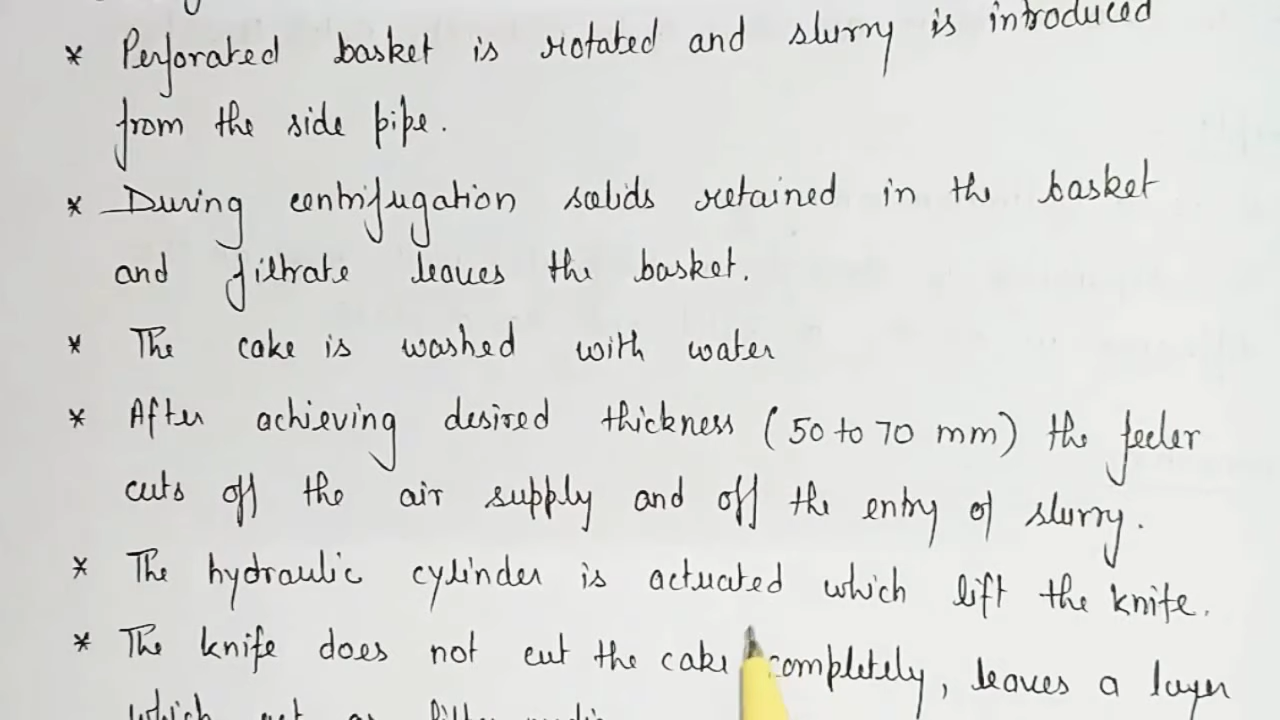 * Perforated basket is rotated and slurry is introduced
from the side pipe.
* During centrifugation solids retained in the basket
and filtrate leaves the basket.
* The cake is washed with water
* After achieving desired thickness (50 to 70 mm) the feeler
cuts off the air supply and off the entry of slurry.
* The hydraulic cylinder is actuated which lift the knife.
* The knife does not cut the cake completely, leaves a layer
which act as